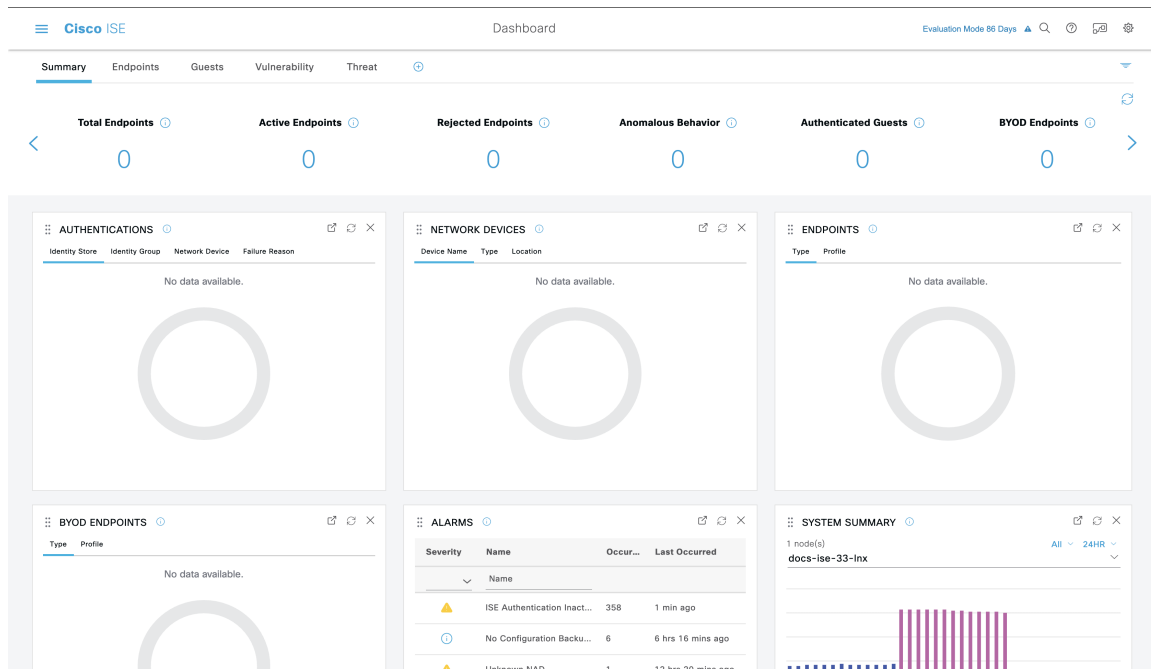 Cisco ISE
Dashboard
Evaluation Mode 86 Days
Summary Endpoints Guests Vulnerability Threat
Total Endpoints Active Endpoints Rejected Endpoints Anomalous Behavior Authenticated Guests BYOD Endpoints
0 0 0 0 0 0
AUTHENTICATIONS
Identity Store Identity Group Network Device Failure Reason
No data available.
NETWORK DEVICES
Device Name Type Location
No data available.
ENDPOINTS
Type Profile
No data available.
BYOD ENDPOINTS
Type Profile
No data available.
ALARMS
Severity Name Occur... Last Occurred
Name
ISE Authentication Inact... 358 1 min ago
No Configuration Backu... 6 6 hrs 16 mins ago
Unknown NAD 1
SYSTEM SUMMARY
1 node(s) All 24HR
docs-ise-33-lnx